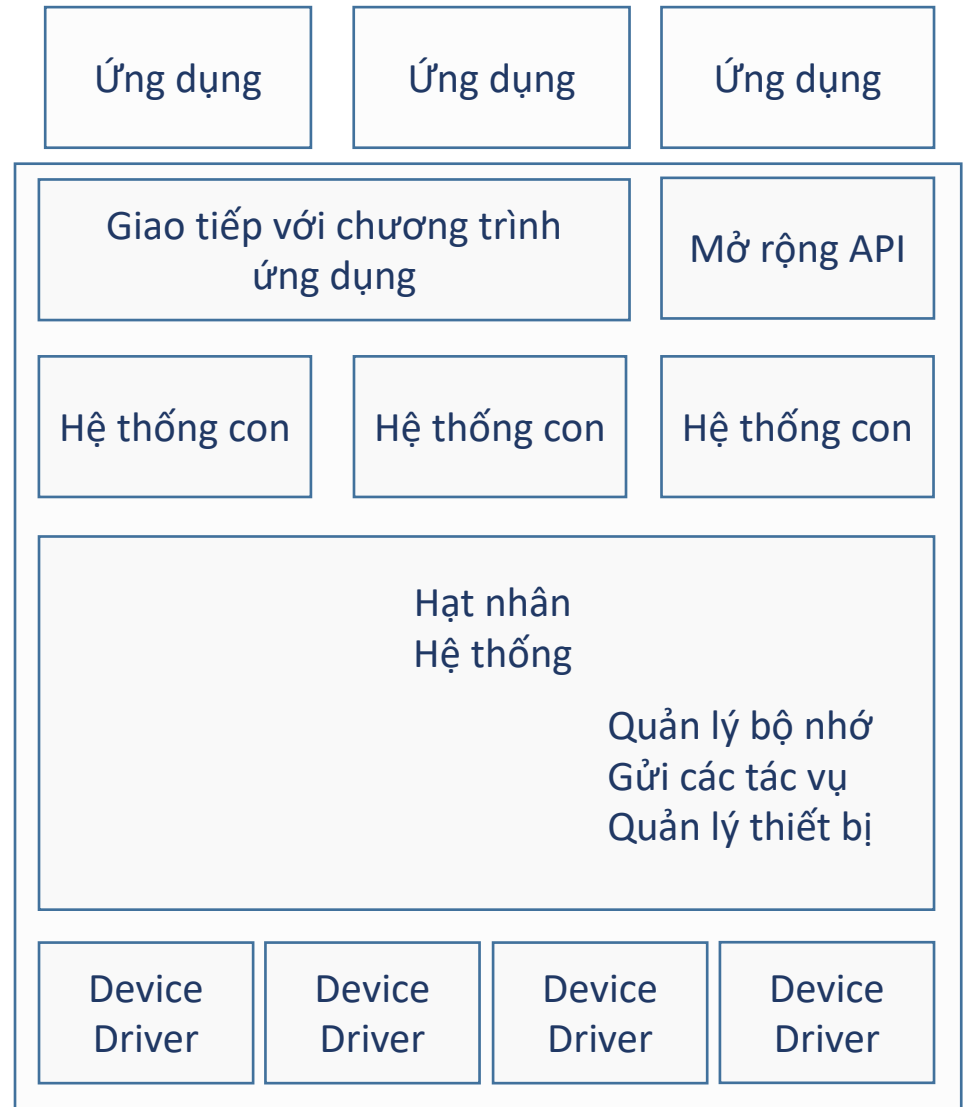 Ứng dụng
Ứng dụng
Ứng dụng
Giao tiếp với chương trình
ứng dụng
Mở rộng API
Hệ thống con
Hệ thống con
Hệ thống con
Hạt nhân
Hệ thống
Quản lý bộ nhớ
Gửi các tác vụ
Quản lý thiết bị
Device
Driver
Device
Driver
Device
Driver
Device
Driver